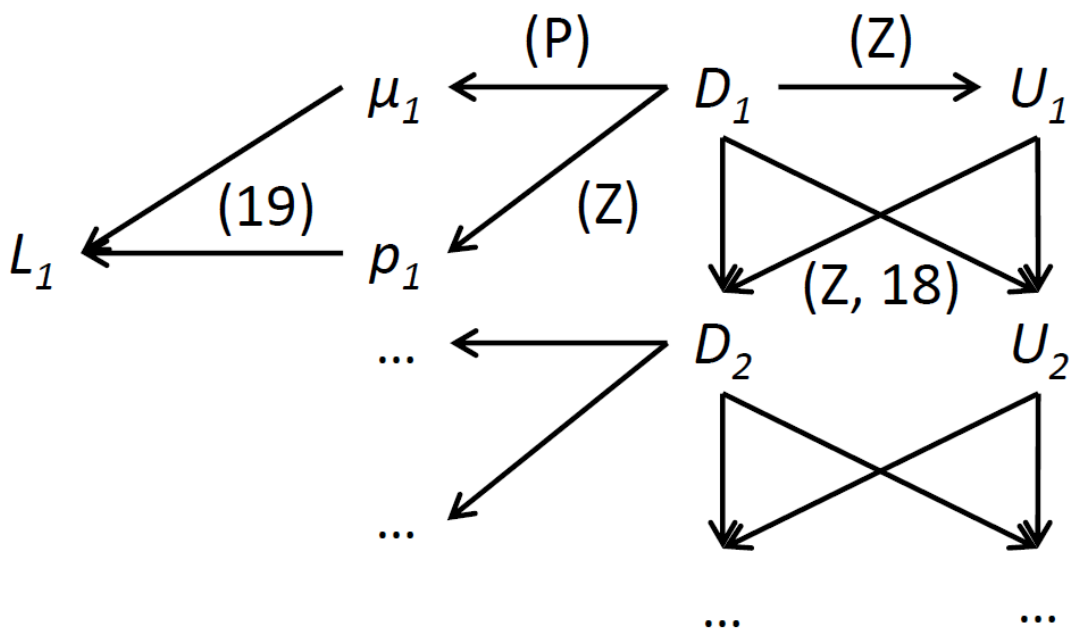 (P) (Z)
μ₁ D₁ U₁
(19) (Z)
L₁ p₁ (Z, 18)
... D₂ U₂
...
... ...